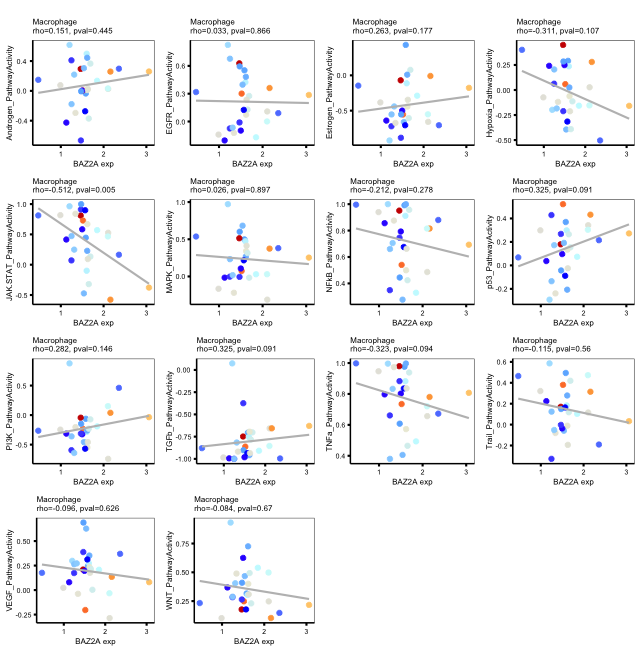 Macrophage
rho=0.151, pval=0.445
Androgen_PathwayActivity
0.4
0.0
-0.4
1
2
3
BAZ2A exp
Macrophage
rho=0.033, pval=0.866
EGFR_PathwayActivity
0.9
0.6
0.3
0.0
1
2
3
BAZ2A exp
Macrophage
rho=0.263, pval=0.177
Estrogen_PathwayActivity
0.0
-0.5
1
2
3
BAZ2A exp
Macrophage
rho=-0.311, pval=0.107
Hypoxia_PathwayActivity
0.25
0.00
-0.25
-0.50
1
2
3
BAZ2A exp
Macrophage
rho=-0.512, pval=0.005
JAK.STAT_PathwayActivity
1.0
0.5
0.0
-0.5
1
2
3
BAZ2A exp
Macrophage
rho=0.026, pval=0.897
MAPK_PathwayActivity
1.0
0.5
0.0
1
2
3
BAZ2A exp
Macrophage
rho=-0.212, pval=0.278
NFkB_PathwayActivity
1.0
0.8
0.6
0.4
1
2
3
BAZ2A exp
Macrophage
rho=0.325, pval=0.091
p53_PathwayActivity
0.4
0.2
0.0
-0.2
1
2
3
BAZ2A exp
Macrophage
rho=0.282, pval=0.146
PI3K_PathwayActivity
0.5
0.0
-0.5
1
2
3
BAZ2A exp
Macrophage
rho=0.325, pval=0.091
TGFb_PathwayActivity
0.00
-0.25
-0.50
-0.75
-1.00
1
2
3
BAZ2A exp
Macrophage
rho=-0.323, pval=0.094
TNFa_PathwayActivity
1.0
0.8
0.6
0.4
1
2
3
BAZ2A exp
Macrophage
rho=-0.115, pval=0.56
Trail_PathwayActivity
0.6
0.4
0.2
0.0
-0.2
1
2
3
BAZ2A exp
Macrophage
rho=-0.096, pval=0.626
VEGF_PathwayActivity
0.50
0.25
0.00
-0.25
1
2
3
BAZ2A exp
Macrophage
rho=-0.084, pval=0.67
WNT_PathwayActivity
0.75
0.50
0.25
1
2
3
BAZ2A exp